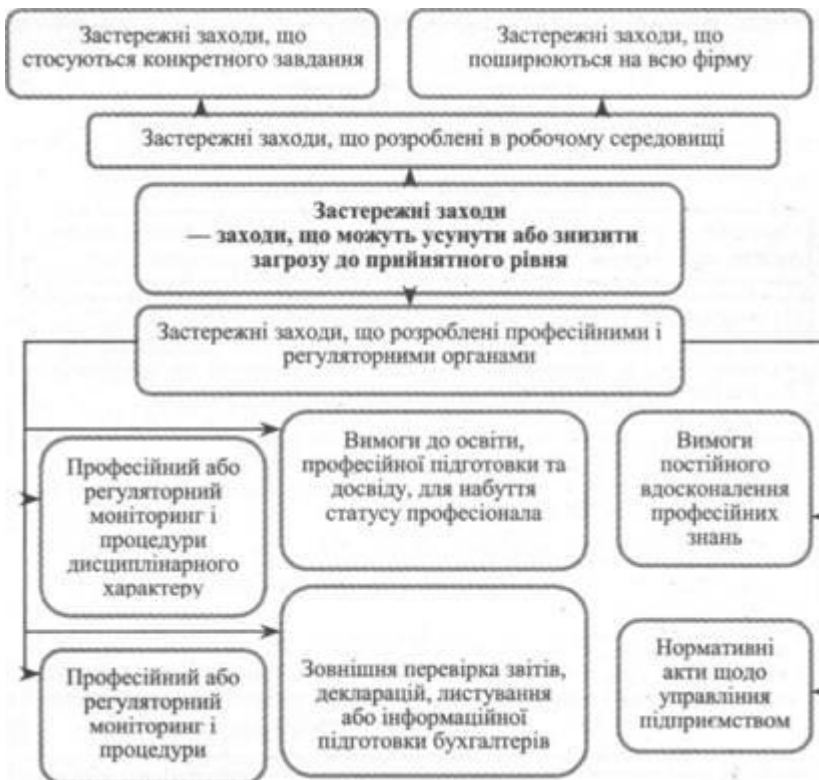 Застережні заходи, що
стосуються конкретного завдання
Застережні заходи, що
поширюються на всю фірму
Застережні заходи, що розроблені в робочому середовищі
Застережні заходи
— заходи, що можуть усунути або знизити
загрозу до прийнятного рівня
Застережні заходи, що розроблені професійними і
регуляторними органами
Вимоги до освіти,
професійної підготовки та
досвіду, для набуття
статусу професіонала
Вимоги
постійного
вдосконалення
професійних
знань
Професійний або
регуляторний
моніторинг і
процедури
дисциплінарного
характеру
Зовнішня перевірка звітів,
декларацій, листування
або інформаційної
підготовки бухгалтерів
Нормативні
акти щодо
управління
підприємством
Професійний або
регуляторний
моніторинг і
процедури